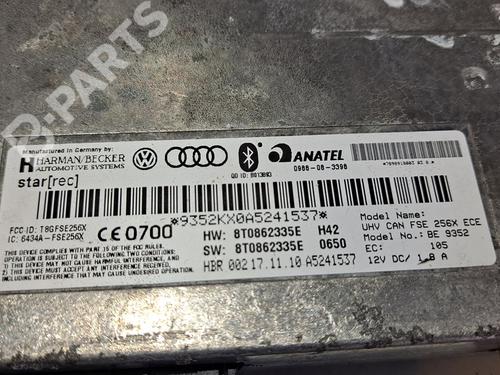 B-PARTS
Manufactured in Germany by:
HARMAN/BECKER
AUTOMOTIVE SYSTEMS
star[rec]
QD ID: B013893
ANATEL
0986-08-3398
*9352KX0A5241537*
FCC ID: T8GFSE256X
IC: 6434A-FSE256X
CE 0700
HW: 8T0862335E H42
SW: 8T0862335E 0650
HBR 002 17.11.10 A5241537
Model Name:
UHV CAN FSE 256X ECE
Model No: BE 9352
EC: 105
12V DC/ 1.8 A
THIS DEVICE COMPLIES WITH PART 15 OF THE FCC RULES.
OPERATION IS SUBJECT TO THE FOLLOWING TWO CONDITIONS:
(1) THIS DEVICE MAY NOT CAUSE HARMFUL INTERFERENCE, AND
(2) THIS DEVICE MUST ACCEPT ANY INTERFERENCE RECEIVED,
INCLUDING INTERFERENCE THAT MAY CAUSE UNDESIRED OPERATION.